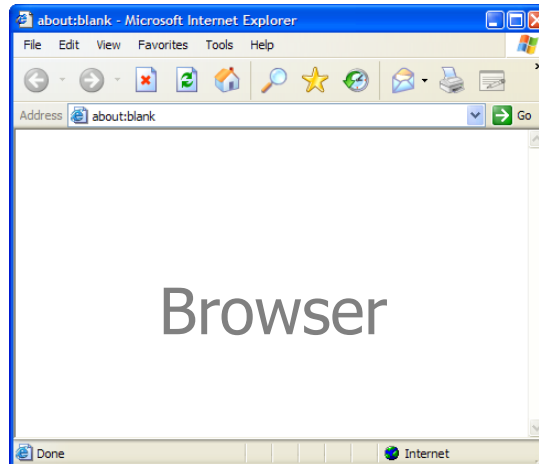 about:blank - Microsoft Internet Explorer
File Edit View Favorites Tools Help
Address about:blank Go
Browser
Done Internet